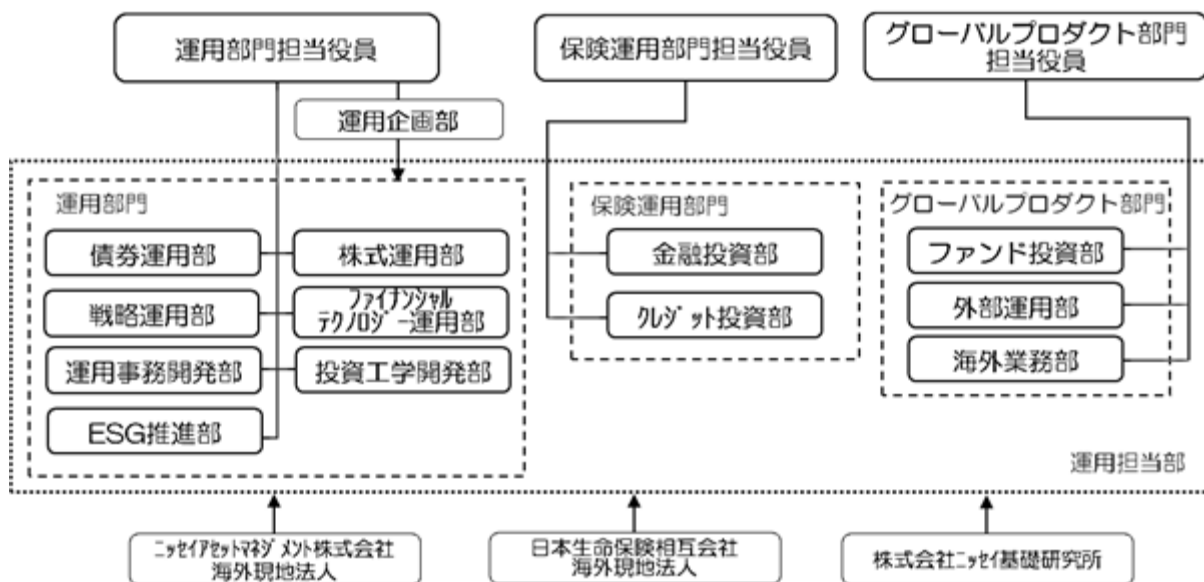 運用部門担当役員
保険運用部門担当役員
グローバルプロダクト部門
担当役員
運用企画部
運用部門
債券運用部
株式運用部
戦略運用部
ﾌｧｲﾅﾝｼｬﾙ
ﾃｸﾉﾛｼﾞｰ運用部
運用事務開発部
投資工学開発部
ESG推進部
保険運用部門
金融投資部
ｸﾚｼﾞｯﾄ投資部
グローバルプロダクト部門
ファンド投資部
外部運用部
海外業務部
運用担当部
ﾆｯｾｲｱｾｯﾄﾏﾈｼﾞﾒﾝﾄ株式会社
海外現地法人
日本生命保険相互会社
海外現地法人
株式会社ﾆｯｾｲ基礎研究所